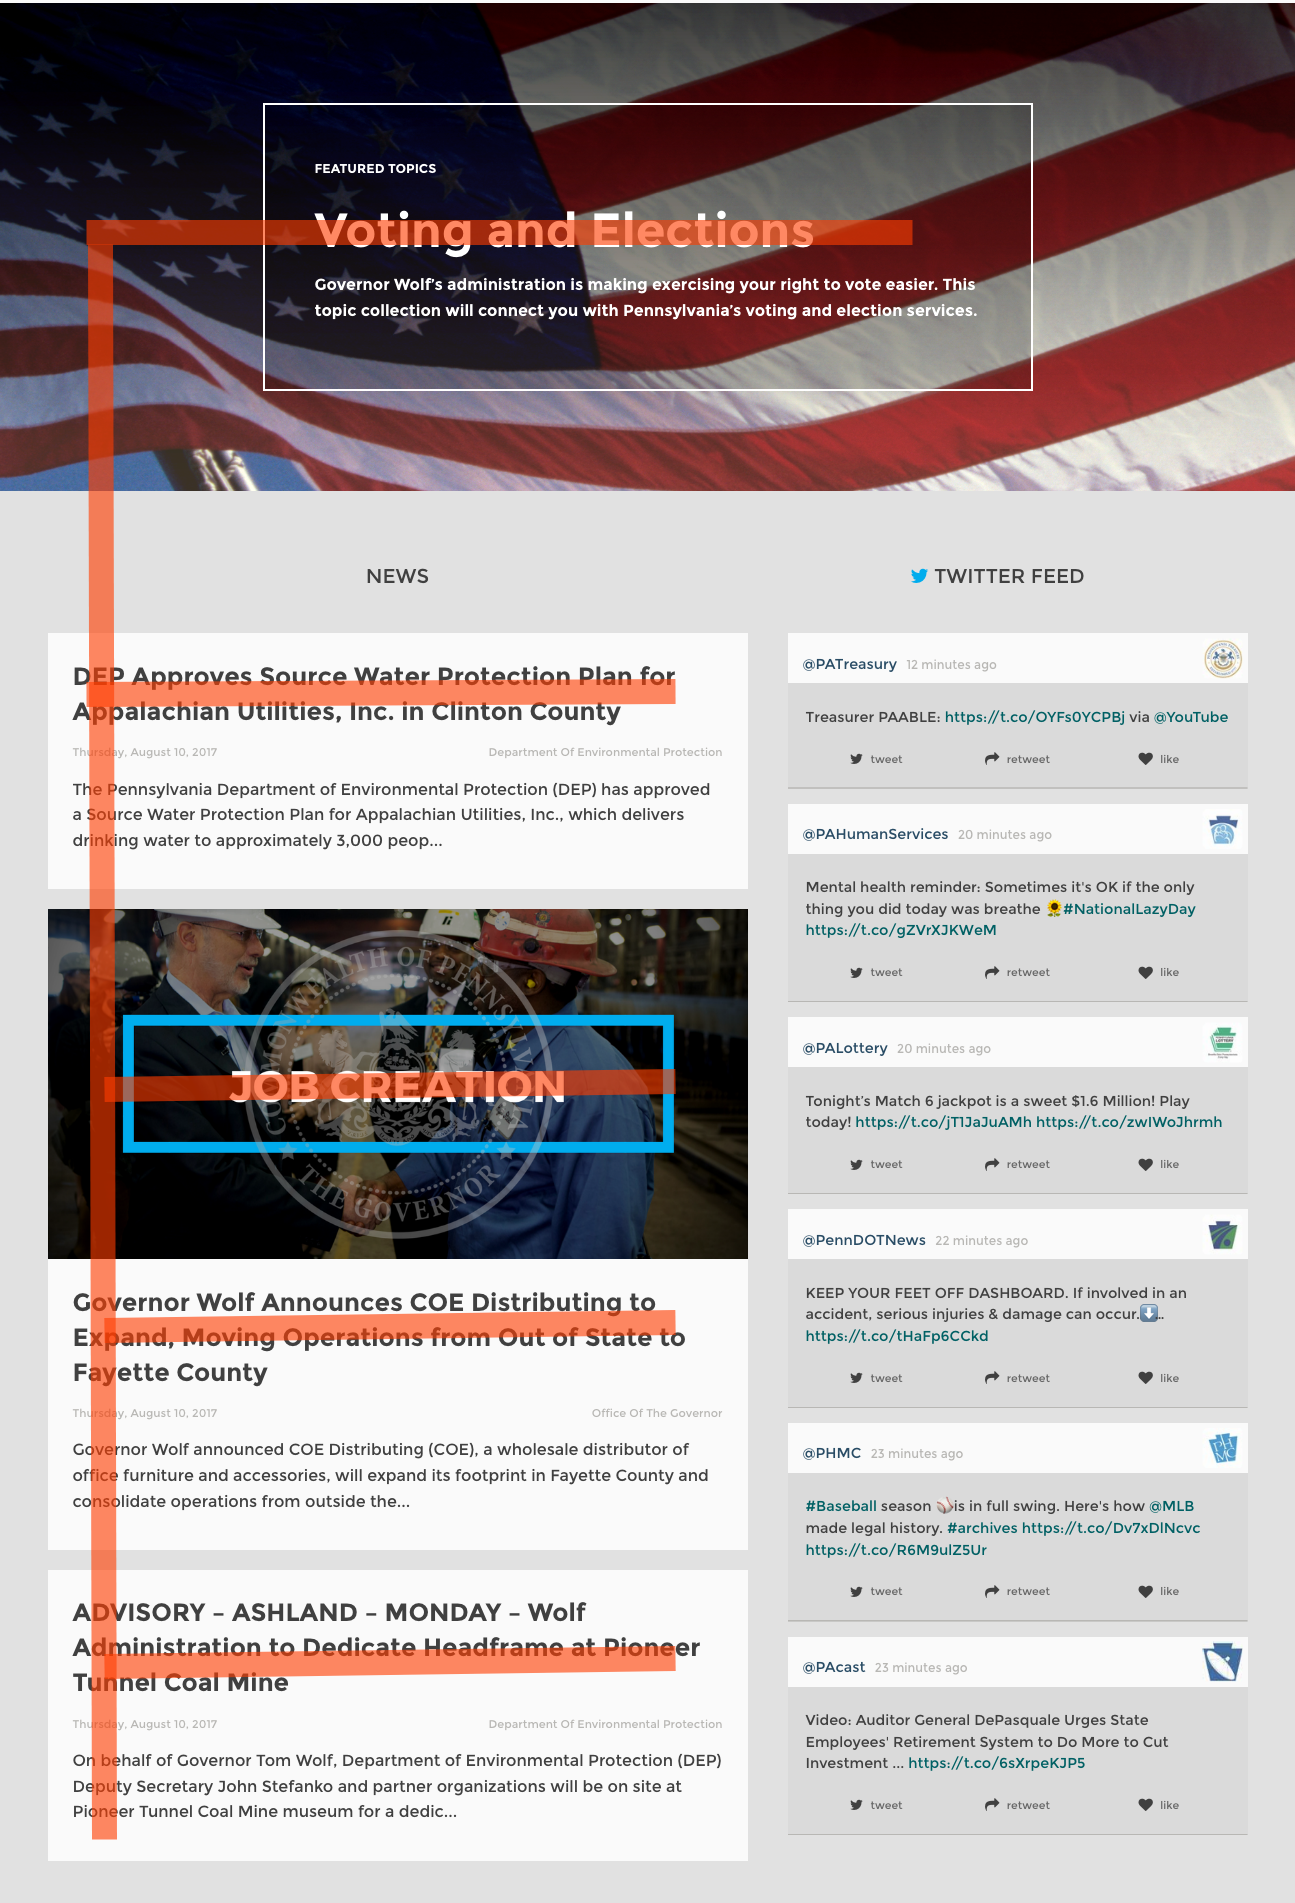 FEATURED TOPICS
Voting and Elections
Governor Wolf’s administration is making exercising your right to vote easier. This
topic collection will connect you with Pennsylvania’s voting and election services.
NEWS
DEP Approves Source Water Protection Plan for
Appalachian Utilities, Inc. in Clinton County
Thursday, August 10, 2017
Department Of Environmental Protection
The Pennsylvania Department of Environmental Protection (DEP) has approved
a Source Water Protection Plan for Appalachian Utilities, Inc., which delivers
drinking water to approximately 3,000 peop...
COMMONWEALTH OF PENNSYLVANIA
JOB CREATION
THE GOVERNOR
Governor Wolf Announces COE Distributing to
Expand, Moving Operations from Out of State to
Fayette County
Thursday, August 10, 2017
Office Of The Governor
Governor Wolf announced COE Distributing (COE), a wholesale distributor of
office furniture and accessories, will expand its footprint in Fayette County and
consolidate operations from outside the...
ADVISORY – ASHLAND – MONDAY – Wolf
Administration to Dedicate Headframe at Pioneer
Tunnel Coal Mine
Thursday, August 10, 2017
Department Of Environmental Protection
On behalf of Governor Tom Wolf, Department of Environmental Protection (DEP)
Deputy Secretary John Stefanko and partner organizations will be on site at
Pioneer Tunnel Coal Mine museum for a dedic...
TWITTER FEED
@PATreasury 12 minutes ago
Treasurer PAABLE: https://t.co/OYFs0YCPBj via @YouTube
tweet retweet like
@PAHumanServices 20 minutes ago
Mental health reminder: Sometimes it's OK if the only
thing you did today was breathe 🌻#NationalLazyDay
https://t.co/gZVrXJKWeM
tweet retweet like
@PALottery 20 minutes ago
Tonight’s Match 6 jackpot is a sweet $1.6 Million! Play
today! https://t.co/jT1JaJuAMh https://t.co/zwIWoJhrmh
tweet retweet like
@PennDOTNews 22 minutes ago
KEEP YOUR FEET OFF DASHBOARD. If involved in an
accident, serious injuries & damage can occur.⬇️..
https://t.co/tHaFp6CCkd
tweet retweet like
@PHMC 23 minutes ago
PHMC
#Baseball season ⚾is in full swing. Here's how @MLB
made legal history. #archives https://t.co/Dv7xDlNcvc
https://t.co/R6M9ulZ5Ur
tweet retweet like
@PAcast 23 minutes ago
Video: Auditor General DePasquale Urges State
Employees' Retirement System to Do More to Cut
Investment ... https://t.co/6sXrpeKJP5
tweet retweet like